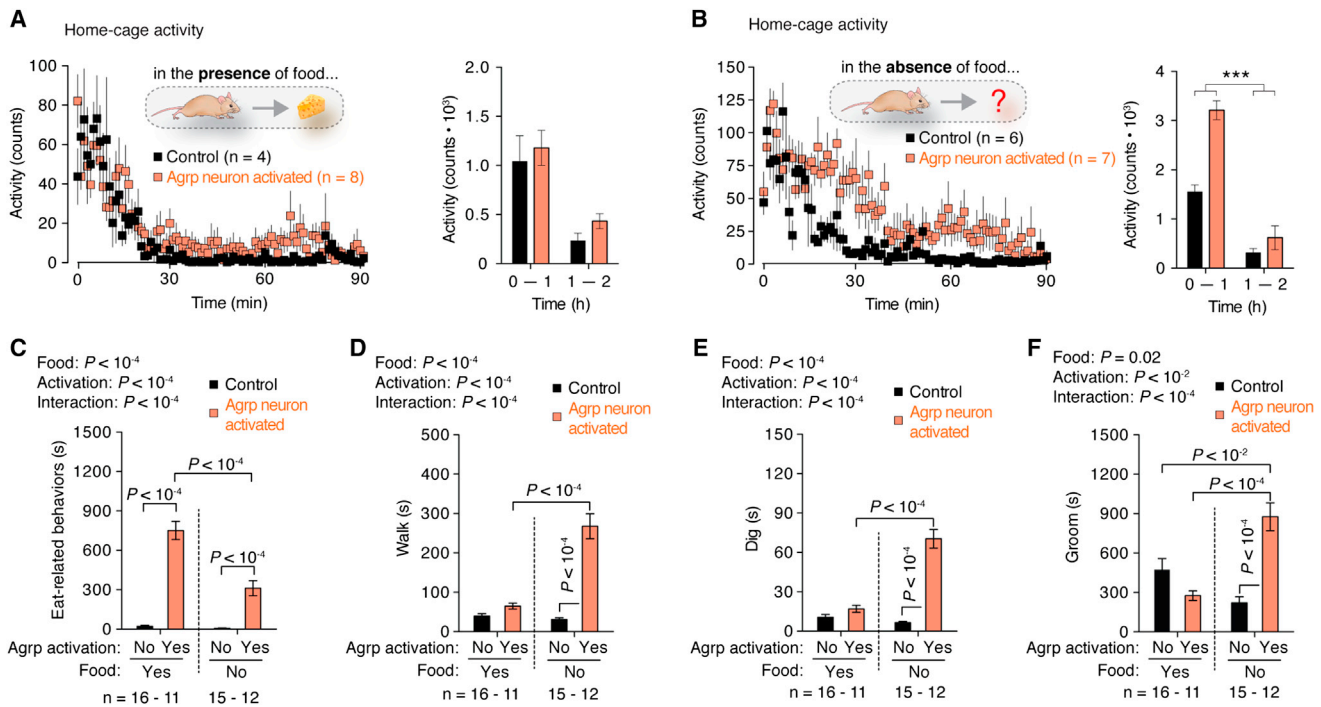 A
Home-cage activity
in the presence of food...
Control (n = 4)
Agrp neuron activated (n = 8)
Activity (counts)
100
80
60
40
20
0
0
30
60
90
Time (min)
Activity (counts • 10³)
2.0
1.5
1.0
0.5
0
0 — 1
1 — 2
Time (h)
B
Home-cage activity
in the absence of food...
?
Control (n = 6)
Agrp neuron activated (n = 7)
Activity (counts)
150
125
100
75
50
25
0
0
30
60
90
Time (min)
Activity (counts • 10³)
4
3
2
1
0
***
0 — 1
1 — 2
Time (h)
C
Food: P < 10⁻⁴
Activation: P < 10⁻⁴
Interaction: P < 10⁻⁴
Control
Agrp neuron
activated
Eat-related behaviors (s)
1500
1200
900
600
300
0
P < 10⁻⁴
P < 10⁻⁴
P < 10⁻⁴
Agrp activation: No Yes No Yes
Food: Yes No
n = 16 - 11 15 - 12
D
Food: P < 10⁻⁴
Activation: P < 10⁻⁴
Interaction: P < 10⁻⁴
Control
Agrp neuron
activated
Walk (s)
500
400
300
200
100
0
P < 10⁻⁴
P < 10⁻⁴
Agrp activation: No Yes No Yes
Food: Yes No
n = 16 - 11 15 - 12
E
Food: P < 10⁻⁴
Activation: P < 10⁻⁴
Interaction: P < 10⁻⁴
Control
Agrp neuron
activated
Dig (s)
150
120
90
60
30
0
P < 10⁻⁴
P < 10⁻⁴
Agrp activation: No Yes No Yes
Food: Yes No
n = 16 - 11 15 - 12
F
Food: P = 0.02
Activation: P < 10⁻²
Interaction: P < 10⁻⁴
Control
Agrp neuron
activated
Groom (s)
1500
1200
900
600
300
0
P < 10⁻²
P < 10⁻⁴
P < 10⁻⁴
Agrp activation: No Yes No Yes
Food: Yes No
n = 16 - 11 15 - 12